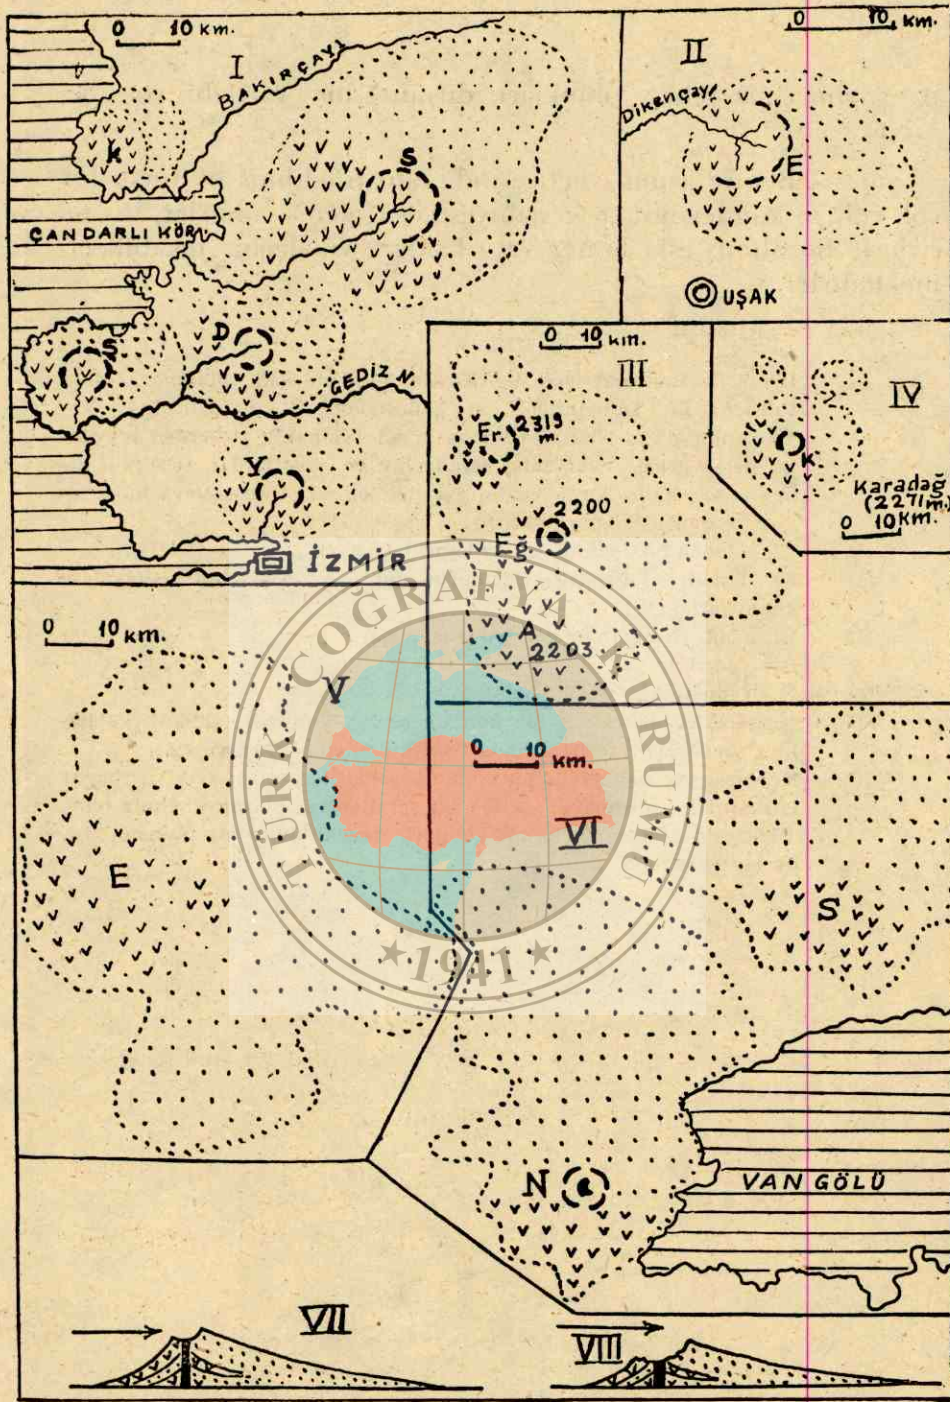 0 10 km.
I
BAKIRÇAYI
K
S
ÇANDARLI KÖR.
Ş
D
GEDİZ N.
Y
İZMİR
0 10 km.
II
Dikençayı
E
UŞAK
0 10 km.
III
Er. 2319 m.
2200
Eğ
A
2203
IV
K
Karadağ
(2271 m.)
0 10 km.
0 10 km.
V
E
0 10 km.
VI
S
N
VAN GÖLÜ
VII
VIII
TÜRK COĞRAFYA KURUMU
1941